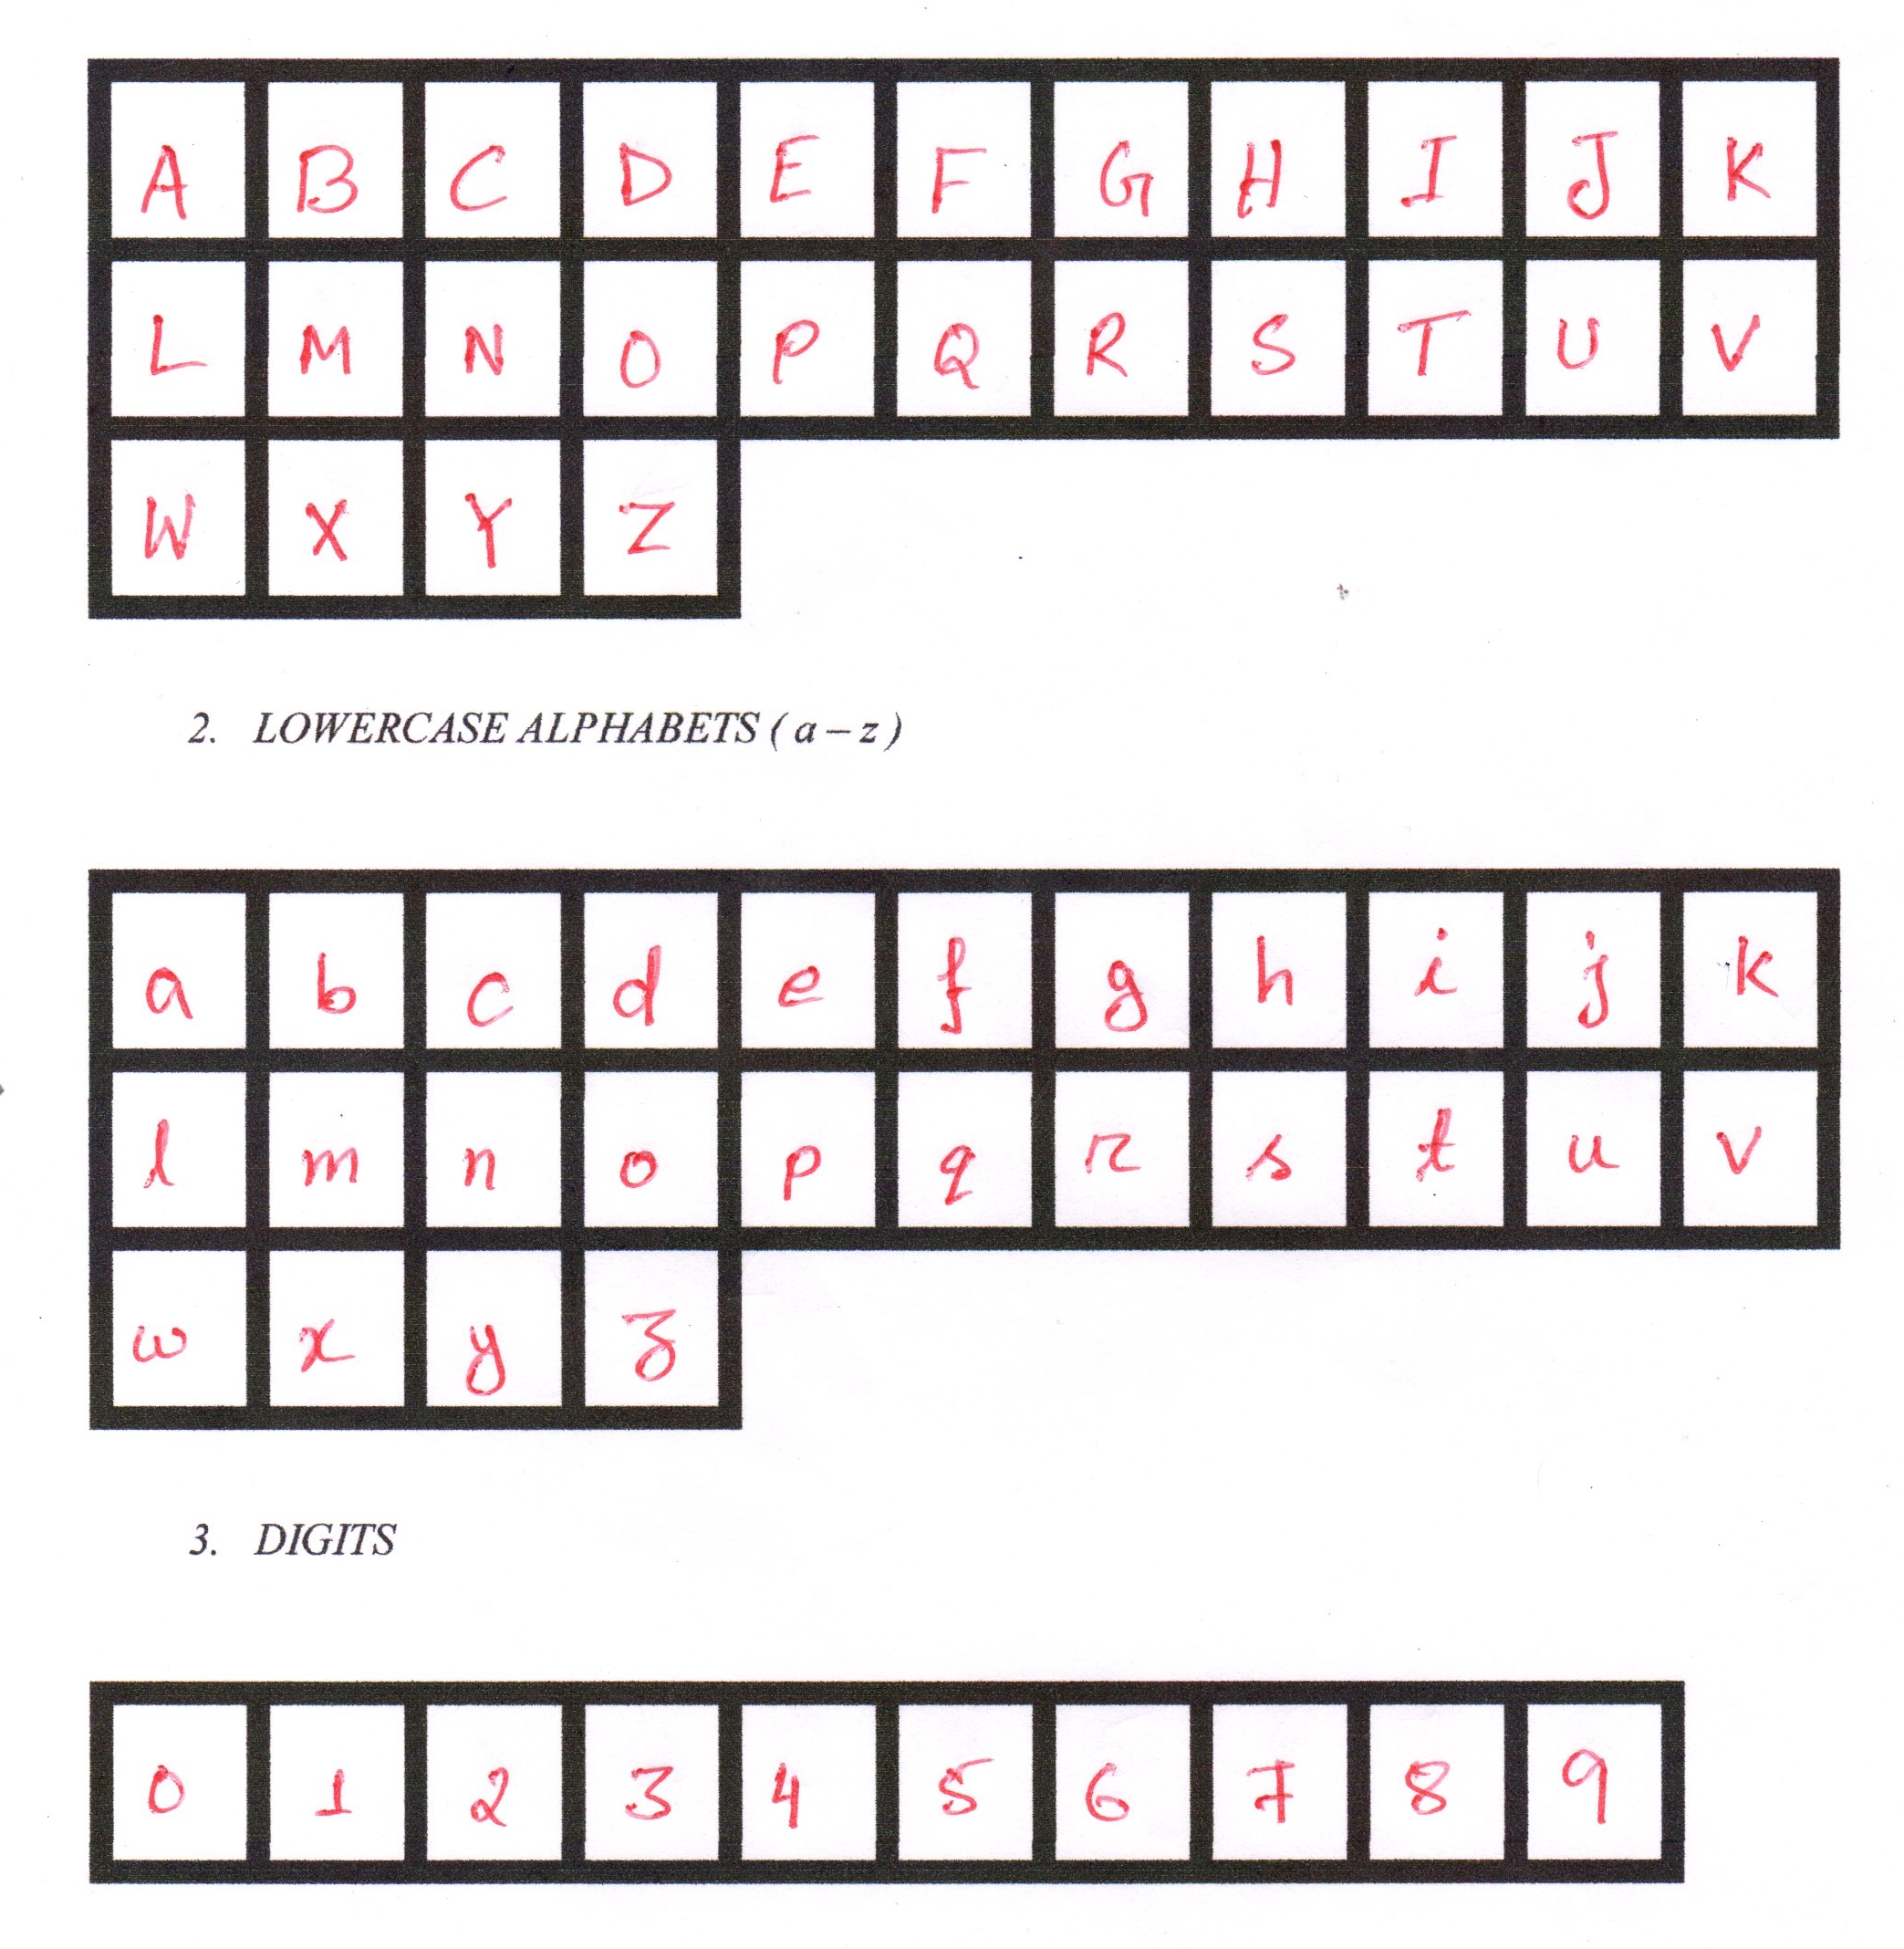 A B C D E F G H I J K
L M N O P Q R S T U V
W X Y Z
2. LOWERCASE ALPHABETS ( a – z )
a b c d e f g h i j k
l m n o p q r s t u v
w x y z
3. DIGITS
0 1 2 3 4 5 6 7 8 9